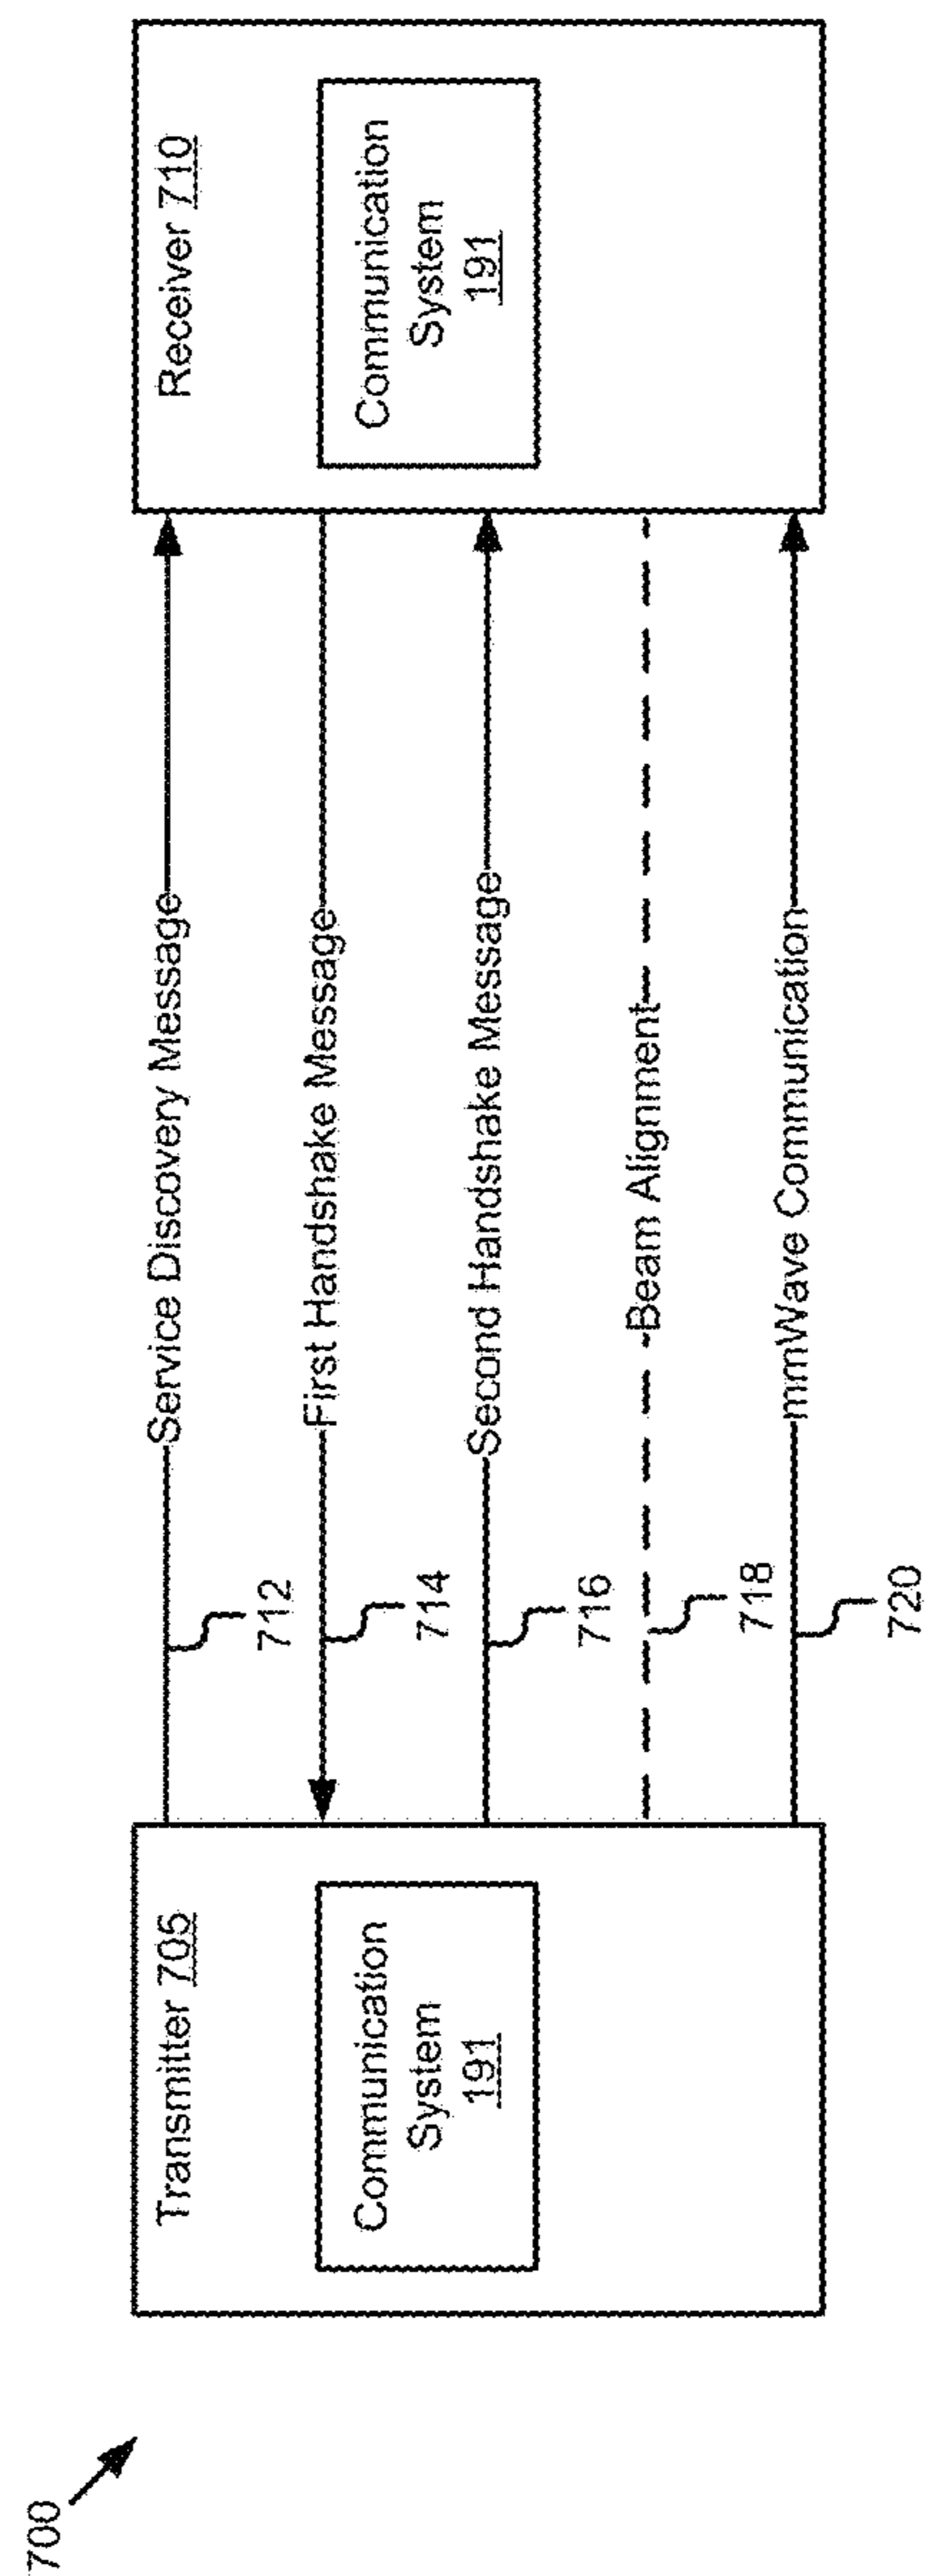 700
Transmitter 705
Communication
System
191
Receiver 710
Communication
System
191
Service Discovery Message
712
First Handshake Message
714
Second Handshake Message
716
Beam Alignment
718
mmWave Communication
720